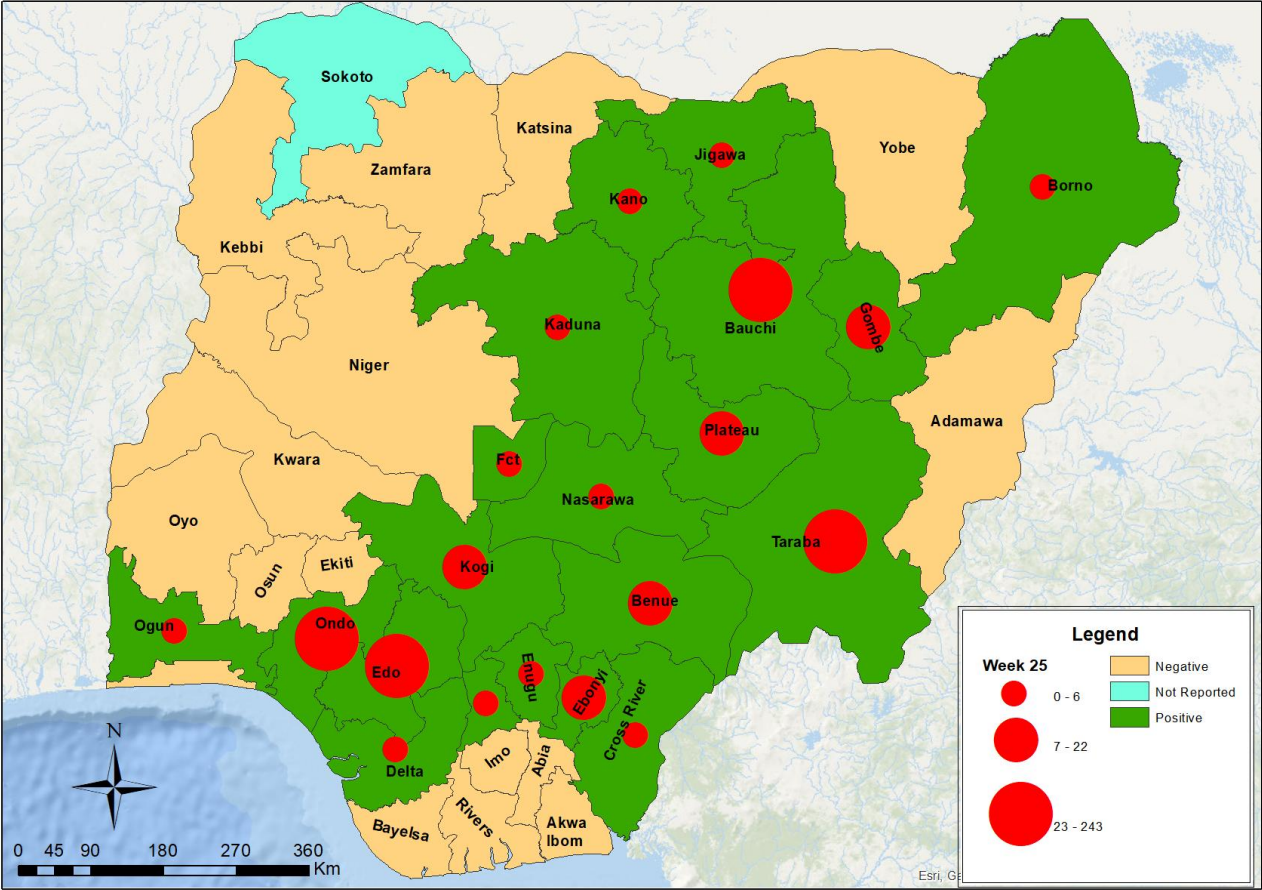 Sokoto
Katsina
Zamfara
Yobe
Jigawa
Borno
Kano
Kebbi
Kaduna
Bauchi
Gombe
Niger
Adamawa
Plateau
Kwara
Fct
Nasarawa
Oyo
Taraba
Osun
Ekiti
Kogi
Benue
Ogun
Ondo
Edo
Enugu
Ebonyi
Cross River
Delta
Imo
Abia
Bayelsa
Rivers
Akwa
Ibom
N
0 45 90 180 270 360
Km
Legend
Week 25
0 - 6
7 - 22
23 - 243
Negative
Not Reported
Positive
Esri,